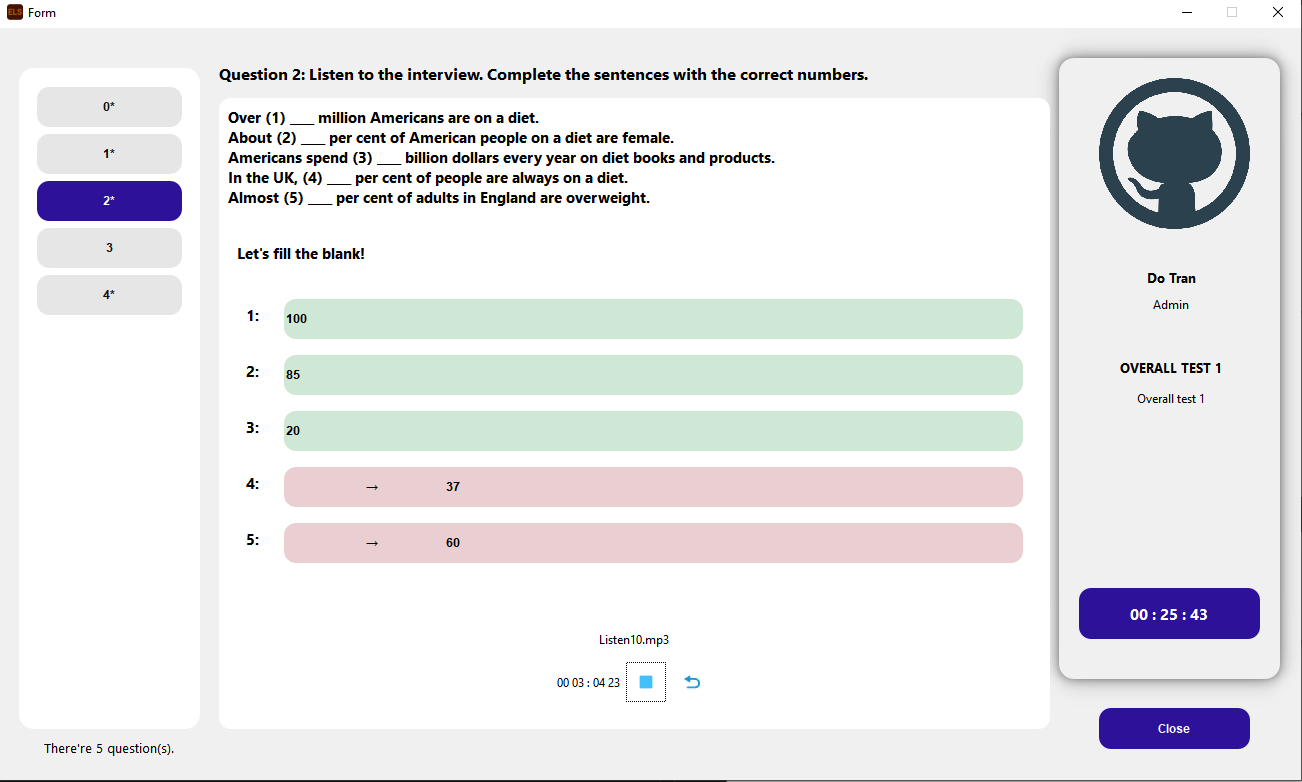 ELS Form
0*
1*
2*
3
4*
There're 5 question(s).
Question 2: Listen to the interview. Complete the sentences with the correct numbers.
Over (1) ___ million Americans are on a diet.
About (2) ___ per cent of American people on a diet are female.
Americans spend (3) ___ billion dollars every year on diet books and products.
In the UK, (4) ___ per cent of people are always on a diet.
Almost (5) ___ per cent of adults in England are overweight.
Let's fill the blank!
1: 100
2: 85
3: 20
4: → 37
5: → 60
Listen10.mp3
00 03 : 04 23
Do Tran
Admin
OVERALL TEST 1
Overall test 1
00 : 25 : 43
Close